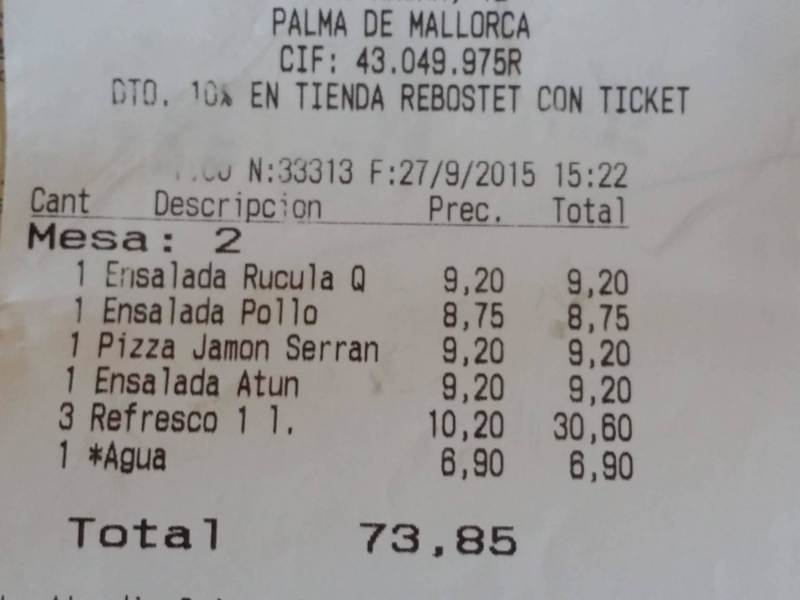 PALMA DE MALLORCA
CIF: 43.049.975R
DTO. 10% EN TIENDA REBOSTET CON TICKET
N:33313 F:27/9/2015 15:22
Cant Descripcion Prec. Total
Mesa: 2
1 Ensalada Rucula Q 9,20 9,20
1 Ensalada Pollo 8,75 8,75
1 Pizza Jamon Serran 9,20 9,20
1 Ensalada Atun 9,20 9,20
3 Refresco 1 l. 10,20 30,60
1 *Agua 6,90 6,90
Total 73,85